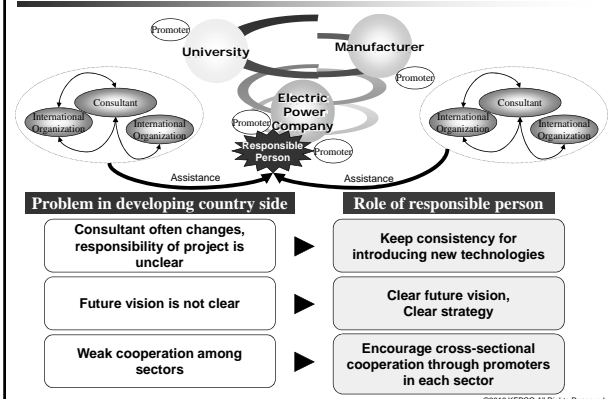 Promoter
University
Manufacturer
Promoter
Consultant
International
Organization
International
Organization
Electric
Power
Company
Promoter
Responsible
Person
Promoter
Consultant
International
Organization
International
Organization
Assistance
Assistance
Problem in developing country side
Role of responsible person
Consultant often changes,
responsibility of project is
unclear
Keep consistency for
introducing new technologies
Future vision is not clear
Clear future vision,
Clear strategy
Weak cooperation among
sectors
Encourage cross-sectional
cooperation through promoters
in each sector